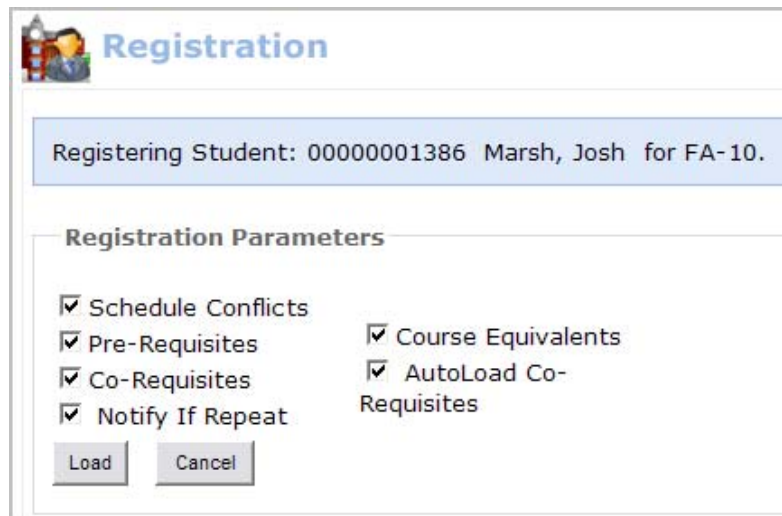 Registration
Registering Student: 00000001386 Marsh, Josh for FA-10.
Registration Parameters
Schedule Conflicts
Pre-Requisites
Co-Requisites
Notify If Repeat
Course Equivalents
AutoLoad Co-
Requisites
Load Cancel